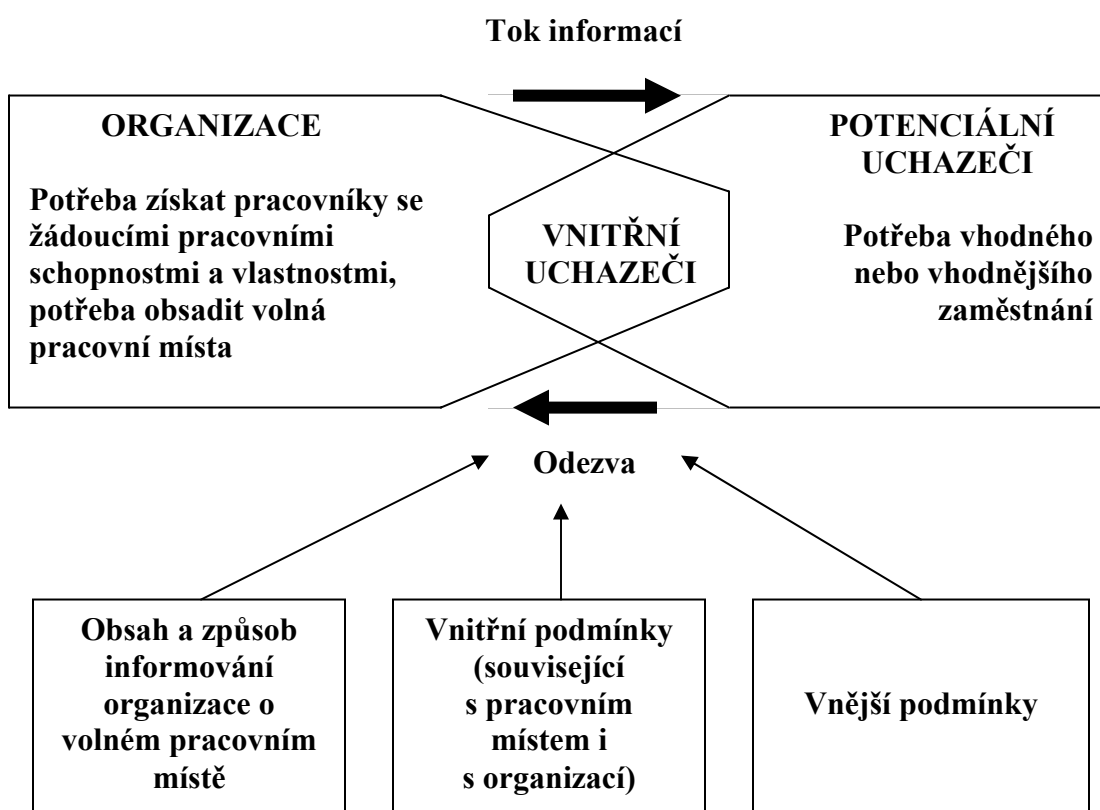 Tok informací
ORGANIZACE
Potřeba získat pracovníky se
žádoucími pracovními
schopnostmi a vlastnostmi,
potřeba obsadit volná
pracovní místa
VNITŘNÍ
UCHAZEČI
POTENCIÁLNÍ
UCHAZEČI
Potřeba vhodného
nebo vhodnějšího
zaměstnání
Odezva
Obsah a způsob
informování
organizace o
volném pracovním
místě
Vnitřní podmínky
(související
s pracovním
místem i
s organizací)
Vnější podmínky